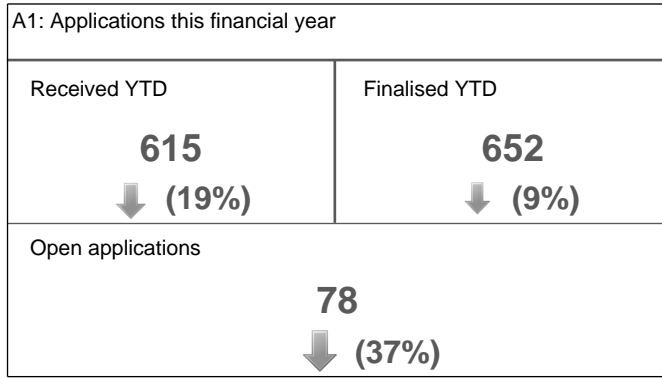 A1: Applications this financial year
Received YTD
615
(19%)
Finalised YTD
652
(9%)
Open applications
78
(37%)